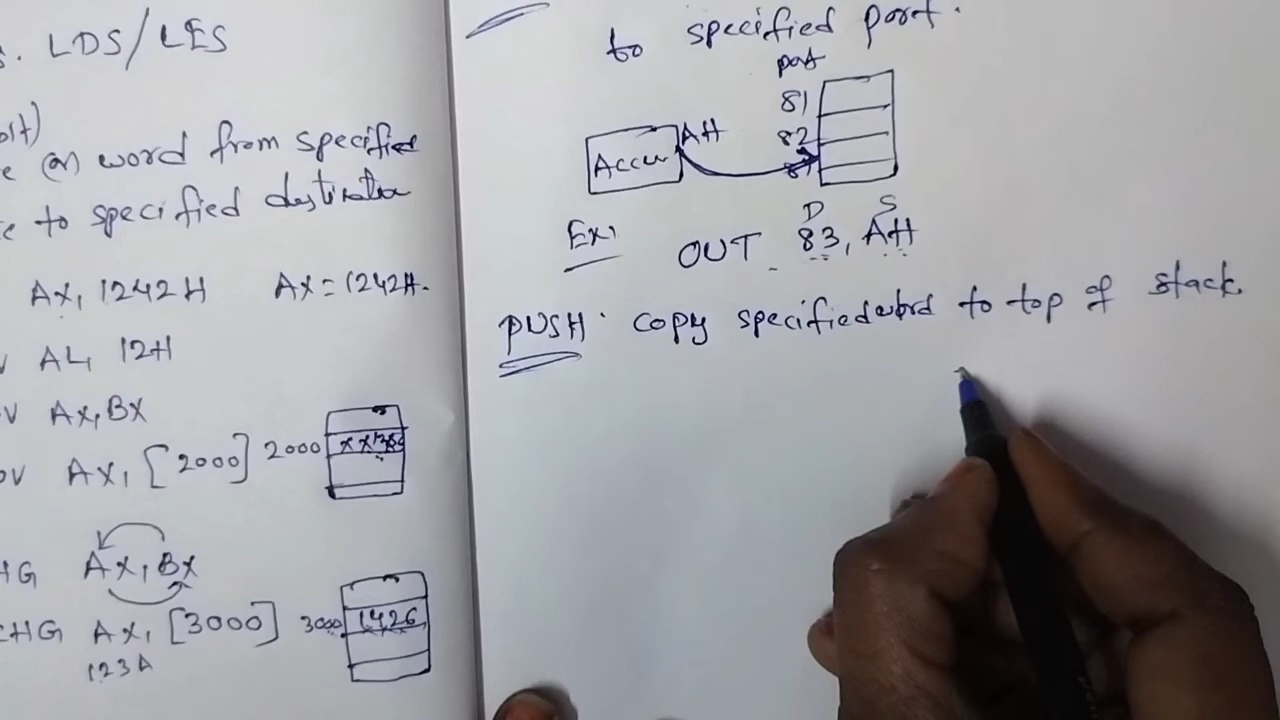 LDS/LES
word from specified
to specified destination
AX, 1242H AX = 1242H.
AL, 12H
AX, BX
AX, [2000] 2000
AX, BX
AX, [3000] 3000 1426
123A
to specified port.
port
81
Accu AH 82
D S
Ex: OUT 83, AH
PUSH: copy specified word to top of stack